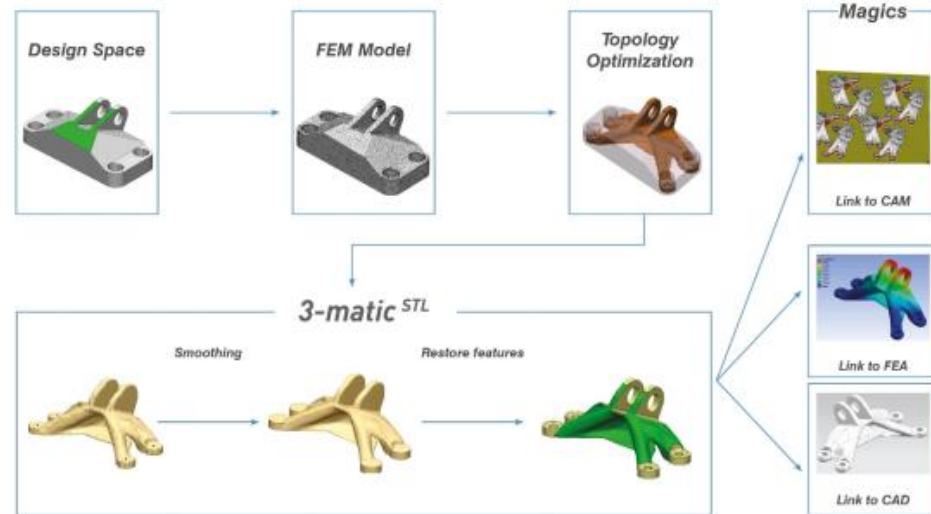 Design Space
FEM Model
Topology
Optimization
Magics
Link to CAM
3-matic STL
Smoothing
Restore features
Link to FEA
Link to CAD